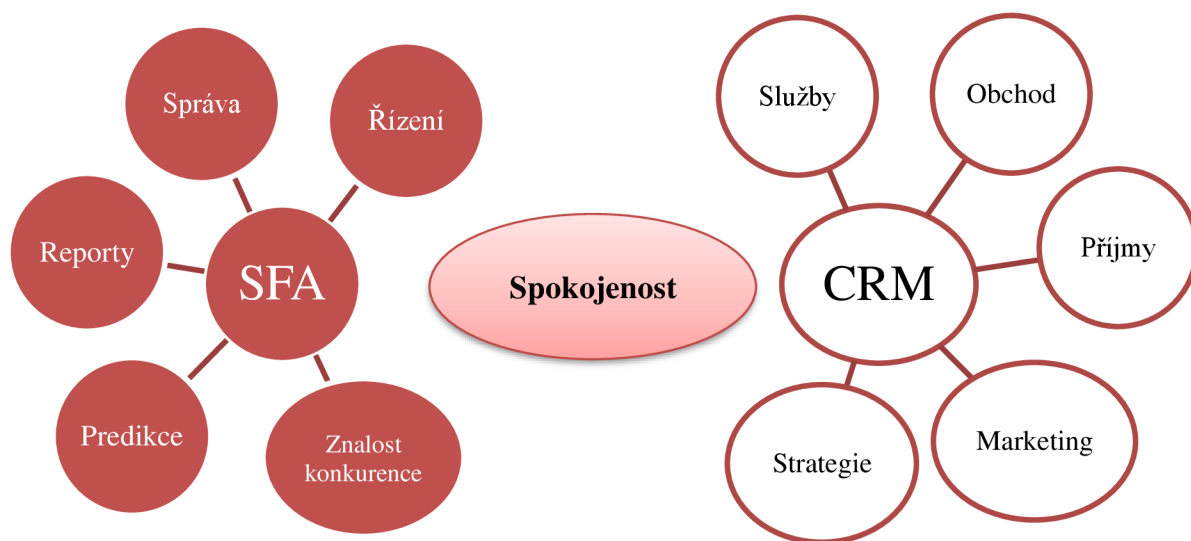 Správa
Řízení
Reporty
SFA
Predikce
Znalost
konkurence
Spokojenost
Služby
Obchod
Příjmy
CRM
Strategie
Marketing